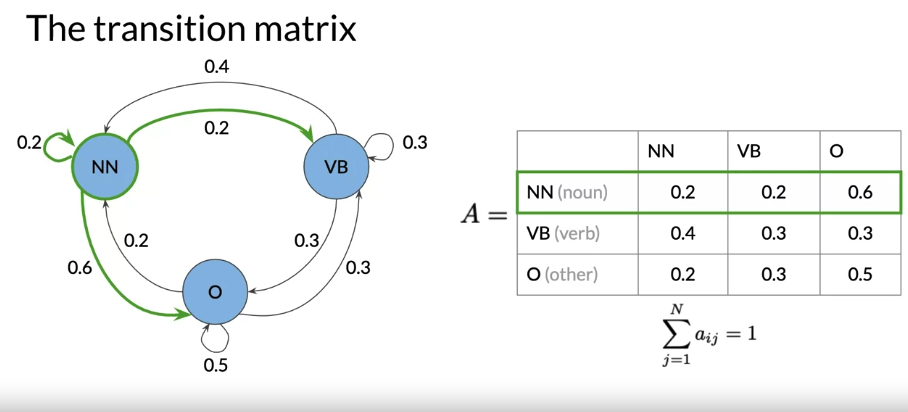 The transition matrix
0.4
0.2
0.2
0.3
NN
VB
0.2
0.3
0.6
0.3
O
0.5
A =
NN VB O
NN (noun) 0.2 0.2 0.6
VB (verb) 0.4 0.3 0.3
O (other) 0.2 0.3 0.5
N
∑ aij = 1
j=1